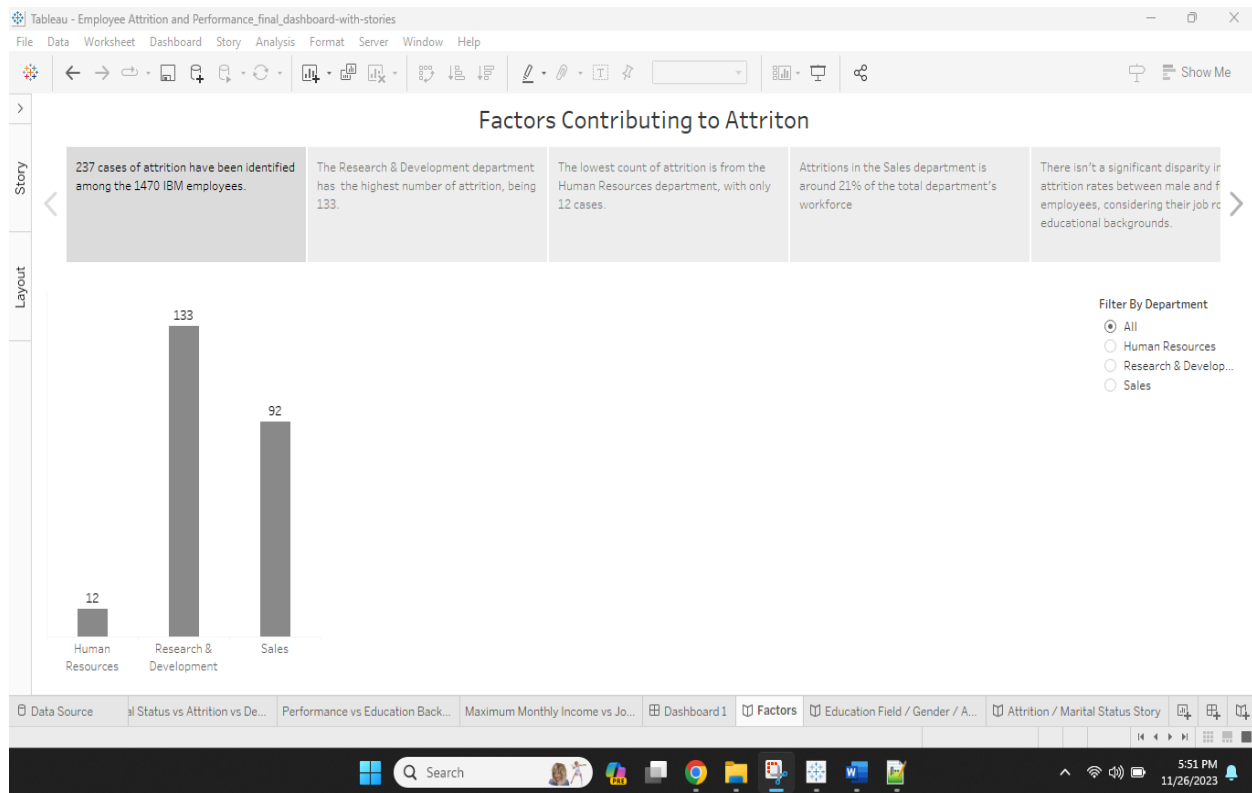 Tableau - Employee Attrition and Performance_final_dashboard-with-stories
File Data Worksheet Dashboard Story Analysis Format Server Window Help
Show Me
Factors Contributing to Attriton
Story
Layout
237 cases of attrition have been identified
among the 1470 IBM employees.
The Research & Development department
has the highest number of attrition, being
133.
The lowest count of attrition is from the
Human Resources department, with only
12 cases.
Attritions in the Sales department is
around 21% of the total department's
workforce
There isn't a significant disparity in
attrition rates between male and f
employees, considering their job ro
educational backgrounds.
Filter By Department
All
Human Resources
Research & Develop...
Sales
133
92
12
Human
Resources
Research &
Development
Sales
Data Source al Status vs Attrition vs De... Performance vs Education Back... Maximum Monthly Income vs Jo... Dashboard 1 Factors Education Field / Gender / A... Attrition / Marital Status Story
Search
PRE
5:51 PM
11/26/2023